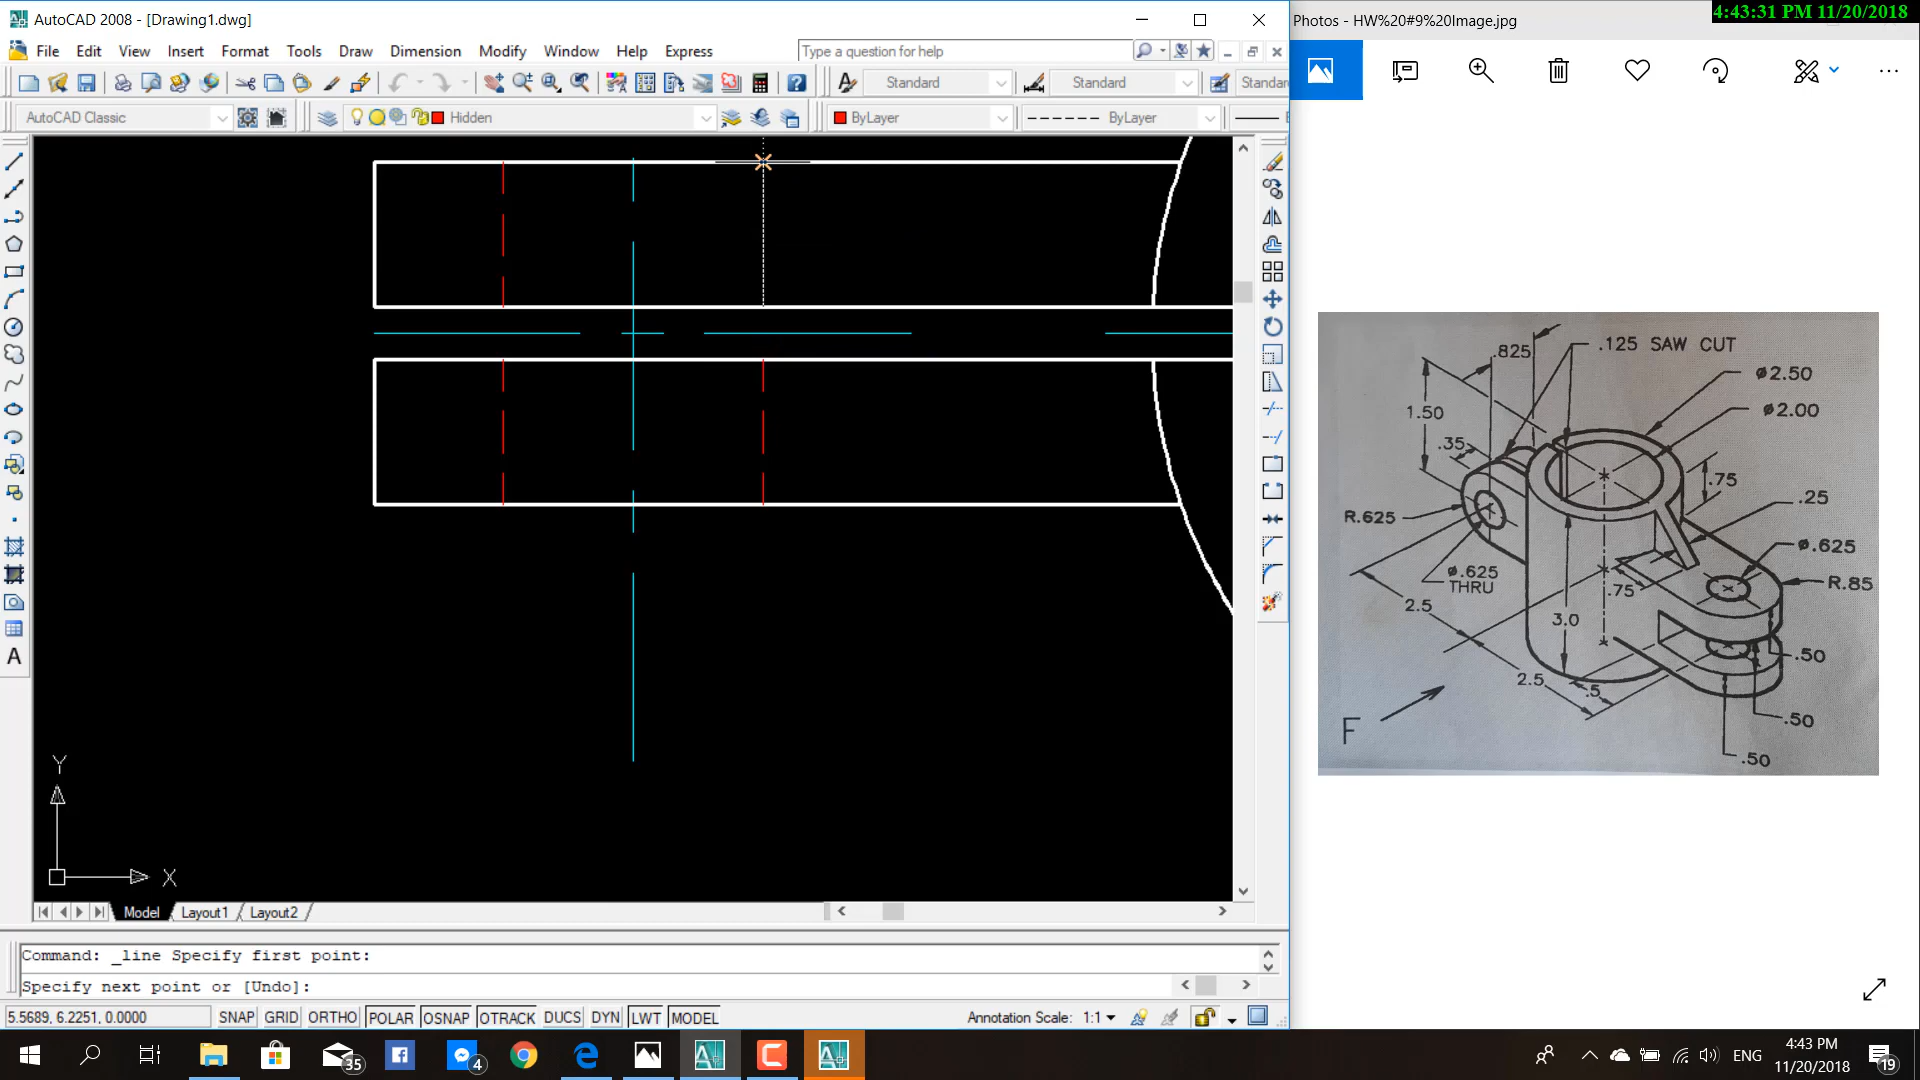 AutoCAD 2008 - [Drawing1.dwg]
Photos - HW%20#9%20Image.jpg
4:43:31 PM 11/20/2018
File Edit View Insert Format Tools Draw Dimension Modify Window Help Express
Type a question for help
Standard
Standard
Standar
AutoCAD Classic
Hidden
ByLayer
ByLayer
A
Y
X
.825
.125 SAW CUT
ø2.50
1.50
ø2.00
.35
.75
.25
R.625
ø.625
ø.625 THRU
R.85
.75
2.5
3.0
.50
2.5
.5
.50
F
.50
Model Layout1 Layout2
Command: _line Specify first point:
Specify next point or [Undo]:
5.5689, 6.2251, 0.0000
SNAP GRID ORTHO POLAR OSNAP OTRACK DUCS DYN LWT MODEL
Annotation Scale: 1:1
35
4
ENG
4:43 PM
11/20/2018
19